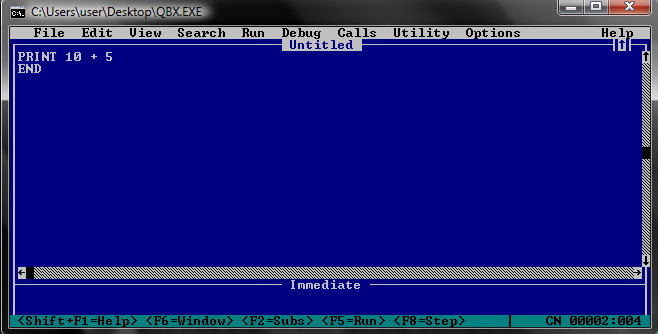 C:\Users\user\Desktop\QBX.EXE
File Edit View Search Run Debug Calls Utility Options Help
Untitled
PRINT 10 + 5
END
Immediate
<Shift+F1=Help> <F6=Window> <F2=Subs> <F5=Run> <F8=Step> CN 00002:004